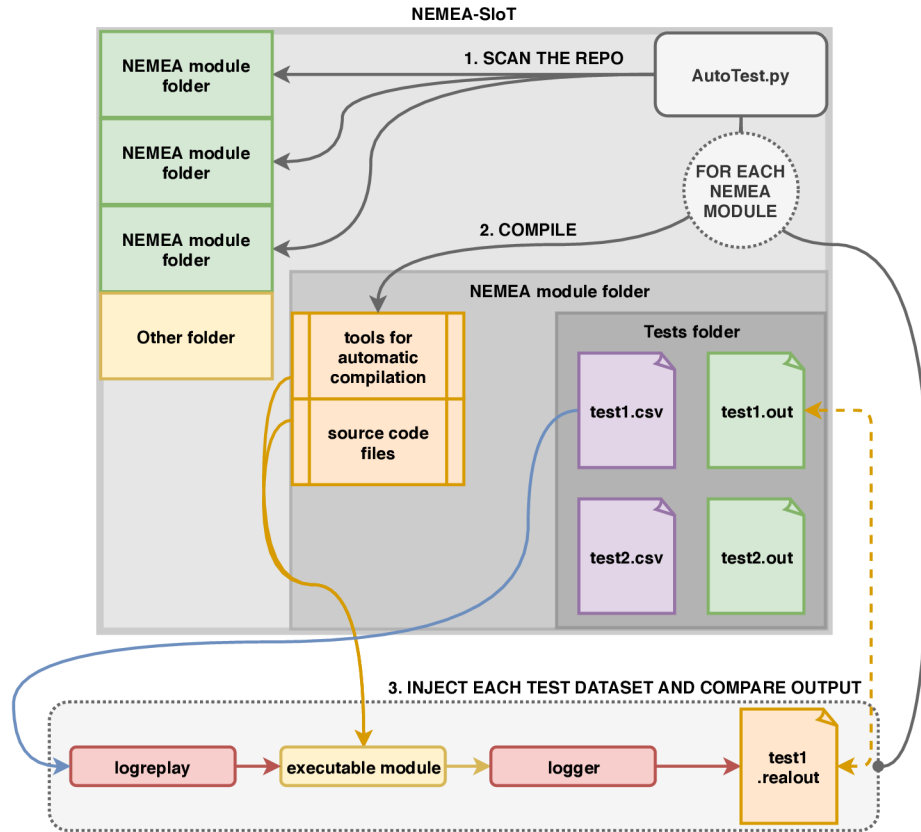 NEMEA-SIoT
NEMEA module
folder
1. SCAN THE REPO
AutoTest.py
NEMEA module
folder
FOR EACH
NEMEA
MODULE
NEMEA module
folder
2. COMPILE
Other folder
NEMEA module folder
tools for
automatic
compilation
source code
files
Tests folder
test1.csv
test1.out
test2.csv
test2.out
3. INJECT EACH TEST DATASET AND COMPARE OUTPUT
logreplay
executable module
logger
test1
.realout